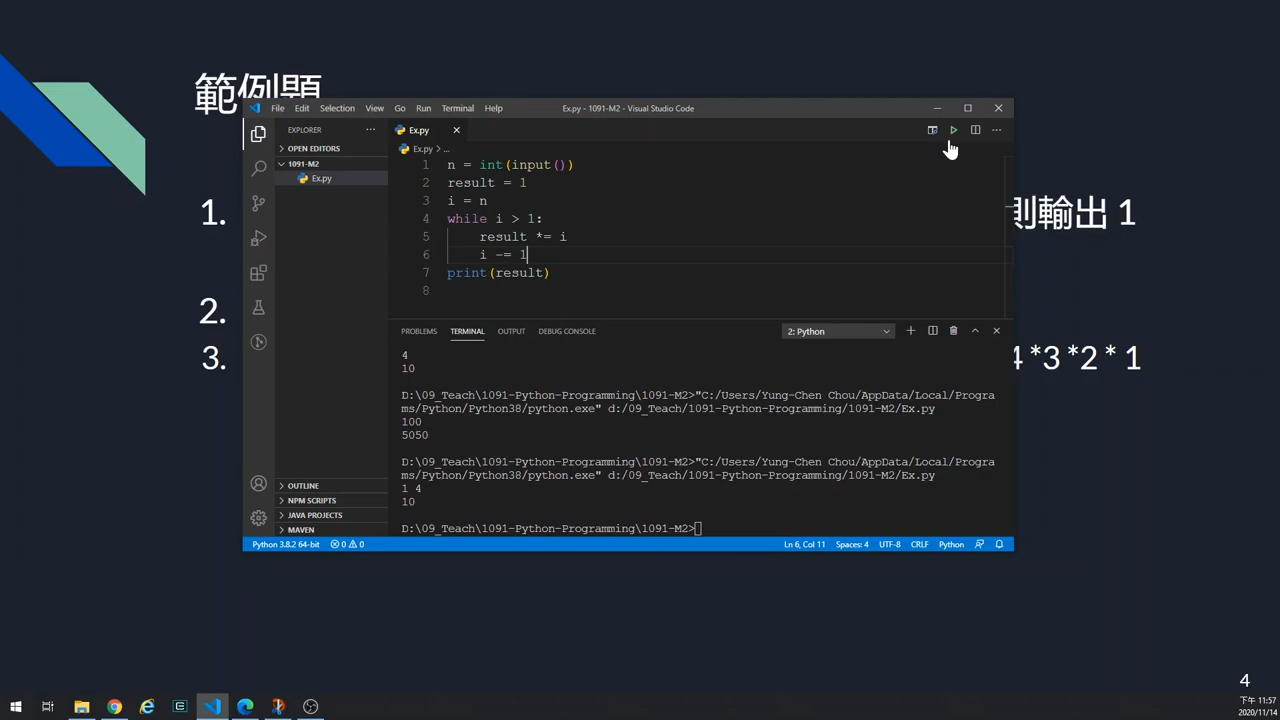 範例題
File Edit Selection View Go Run Terminal Help Ex.py - 1091-M2 - Visual Studio Code
EXPLORER
OPEN EDITORS
1091-M2
Ex.py
Ex.py
Ex.py > ...
1 n = int(input())
2 result = 1
3 i = n
4 while i > 1:
5 result *= i
6 i -= 1
7 print(result)
8
1.
則輸出 1
2.
3.
4 *3 *2 * 1
PROBLEMS TERMINAL OUTPUT DEBUG CONSOLE 2: Python
4
10
D:\09_Teach\1091-Python-Programming\1091-M2>"C:/Users/Yung-Chen Chou/AppData/Local/Progra
ms/Python/Python38/python.exe" d:/09_Teach/1091-Python-Programming/1091-M2/Ex.py
100
5050
D:\09_Teach\1091-Python-Programming\1091-M2>"C:/Users/Yung-Chen Chou/AppData/Local/Progra
ms/Python/Python38/python.exe" d:/09_Teach/1091-Python-Programming/1091-M2/Ex.py
1 4
10
D:\09_Teach\1091-Python-Programming\1091-M2>
OUTLINE
NPM SCRIPTS
JAVA PROJECTS
MAVEN
Python 3.8.2 64-bit 0 0 Ln 6, Col 11 Spaces: 4 UTF-8 CRLF Python
4
下午 11:57
2020/11/14